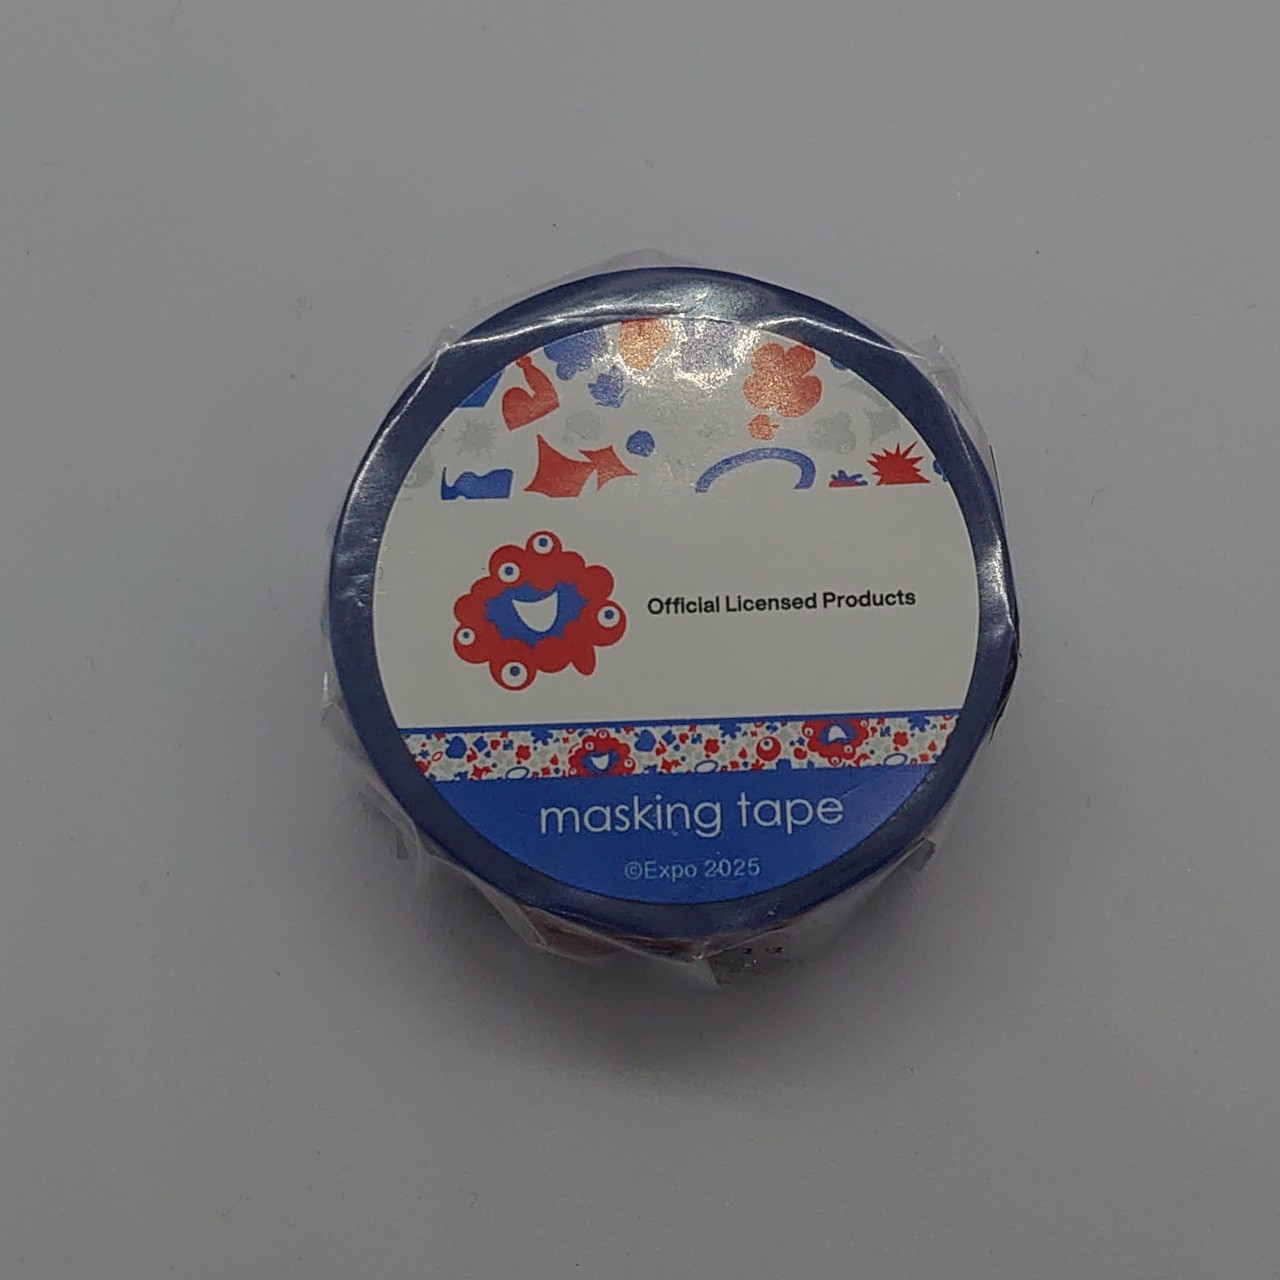 Official Licensed Products
masking tape
©Expo 2025